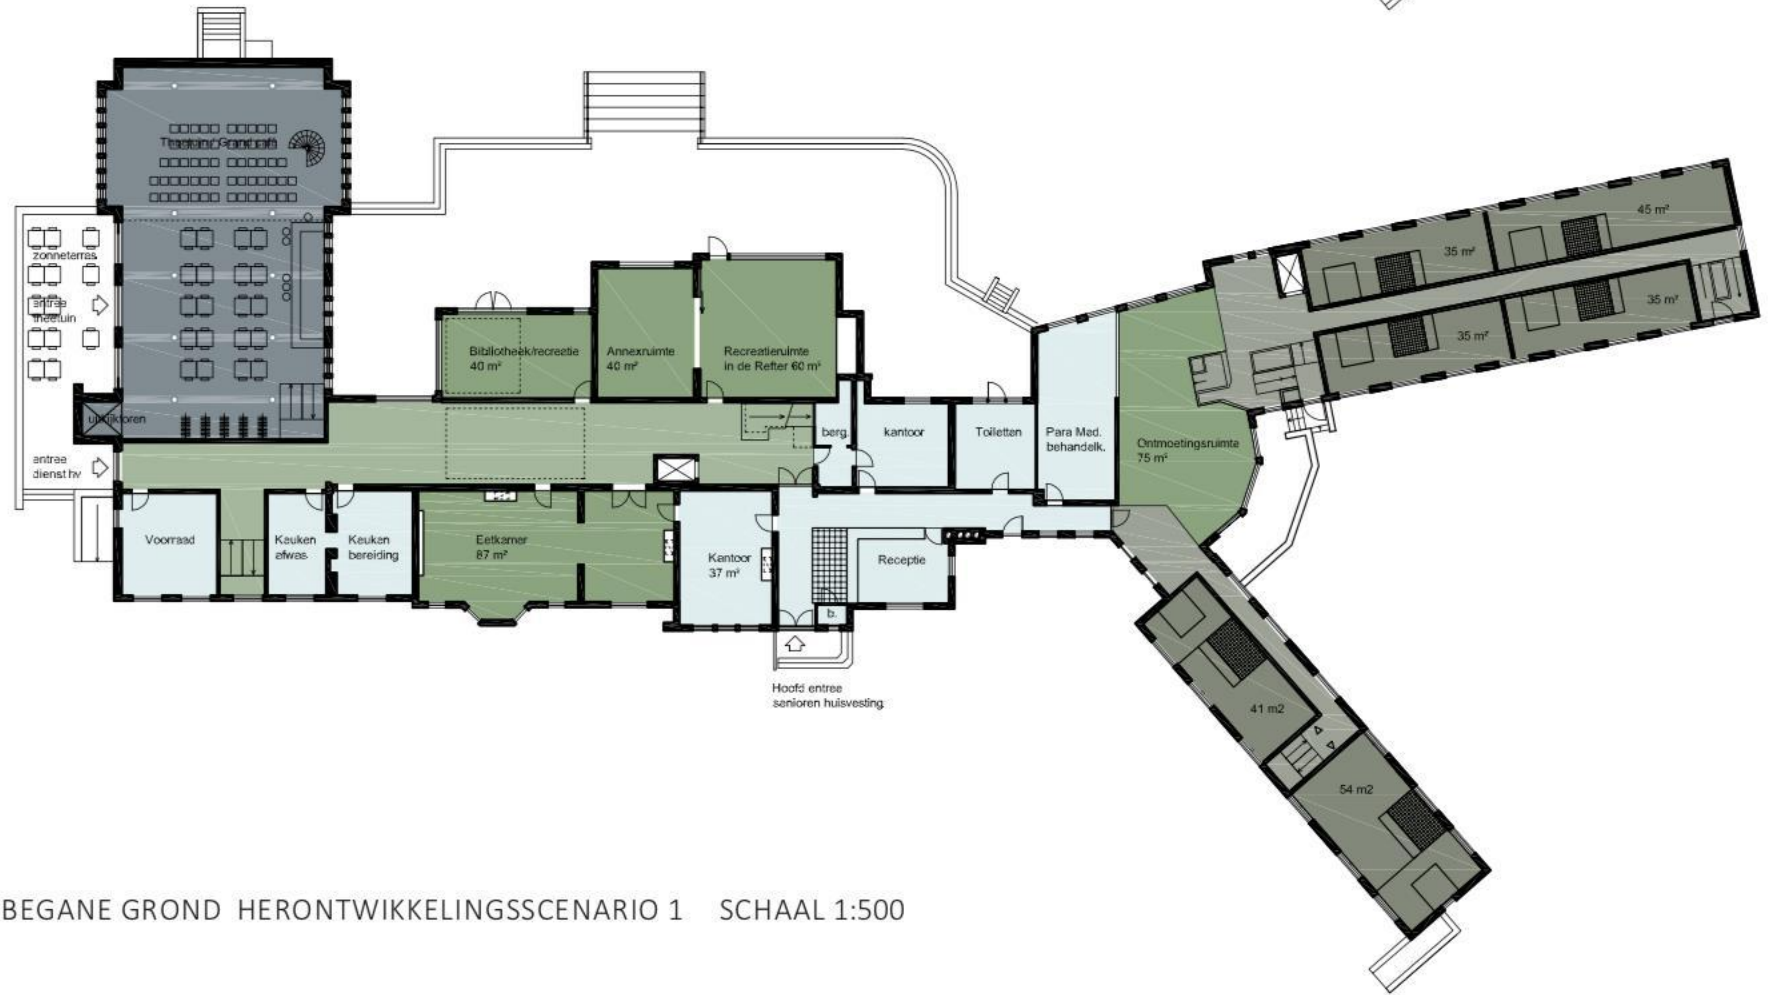 Theetuin / Grand café
zonneterras
entree
theetuin
uitkijktoren
entree
dienst.hv
Bibliotheek/recreatie
40 m²
Annexruimte
40 m²
Recreatieruimte
in de Refter 60 m²
berg.
kantoor
Toiletten
Para Med.
behandelk.
Ontmoetingsruimte
75 m²
35 m²
45 m²
35 m²
35 m²
Voorraad
Keuken
afwas
Keuken
bereiding
Eetkamer
87 m²
Kantoor
37 m²
Receptie
b.
Hoofd entree
senioren huisvesting
41 m2
54 m2
BEGANE GROND HERONTWIKKELINGSSCENARIO 1 SCHAAL 1:500